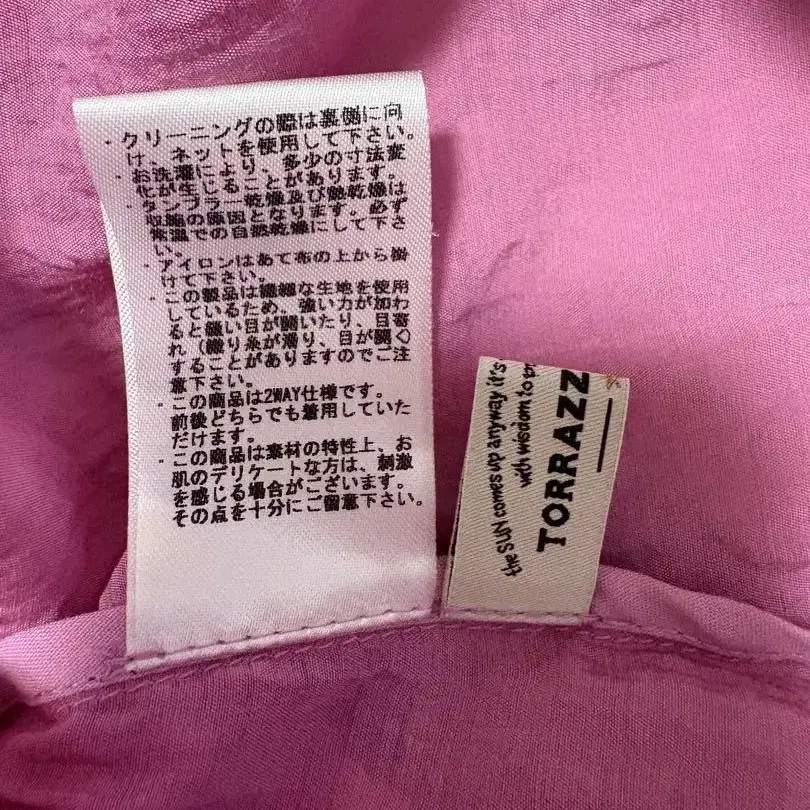 ・クリーニングの際は裏側に向
け、ネットを使用して下さい。
・お洗濯により、多少の寸法変
化が生じることがあります。
・タンブラー乾燥及び熱乾燥は
収縮の原因となります。必ず
常温での自然乾燥にして下さ
い。
・アイロンはあて布の上から掛
けて下さい。
・この製品は繊細な生地を使用
しているため、強い力が加わ
ると縫い目が開いたり、目寄
れ（織り糸が滑り、目が開く）
することがありますのでご注
意下さい。
・この商品は2WAY仕様です。
前後どちらでも着用していた
だけます。
・この商品は素材の特性上、お
肌のデリケートな方は、刺激
を感じる場合がございます。
その点を十分にご留意下さい。
the SUN comes up anyway it's
with wisdom to
TORRAZZ